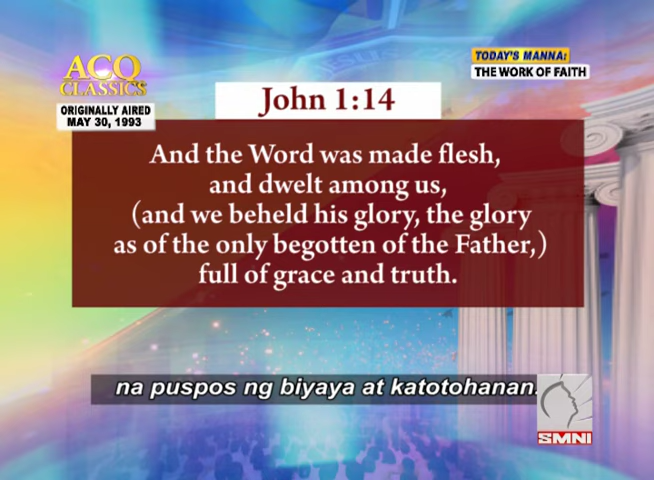 ACQ
CLASSICS
ORIGINALLY AIRED
MAY 30, 1993
TODAY'S MANNA:
THE WORK OF FAITH
John 1:14
And the Word was made flesh,
and dwelt among us,
(and we beheld his glory, the glory
as of the only begotten of the Father,)
full of grace and truth.
na puspos ng biyaya at katotohanan.
SMNI